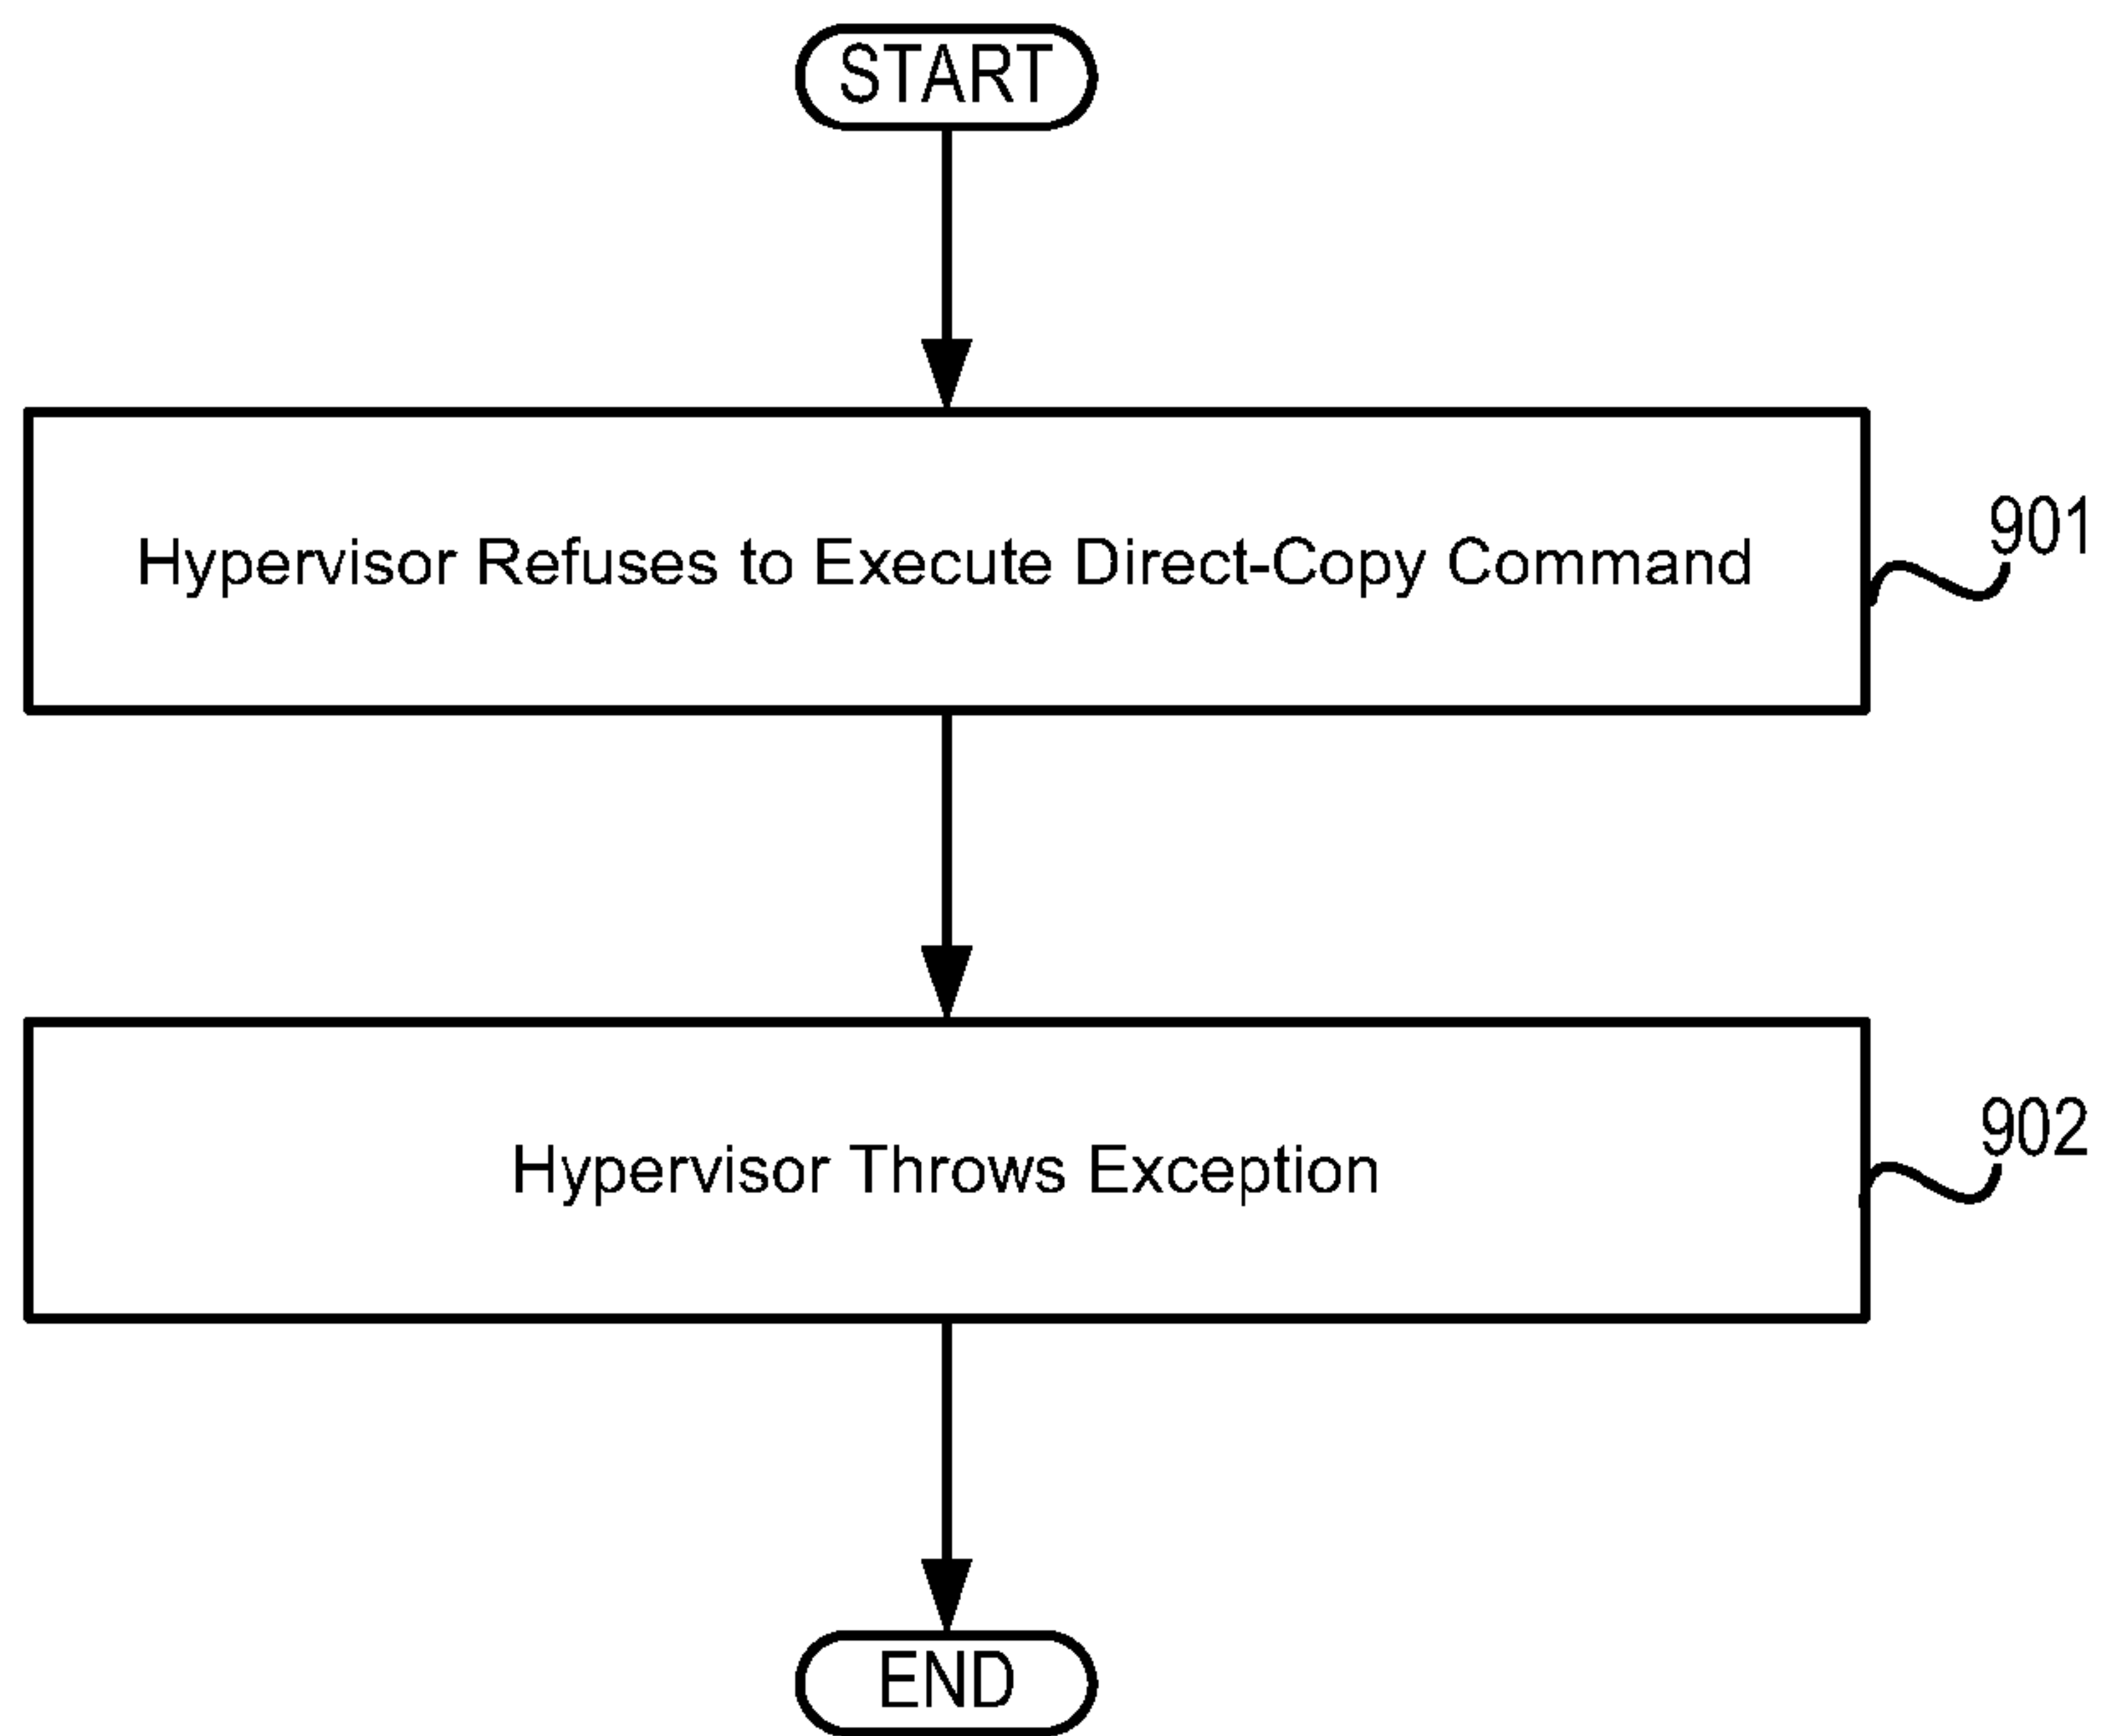 START
Hypervisor Refuses to Execute Direct-Copy Command
901
Hypervisor Throws Exception
902
END